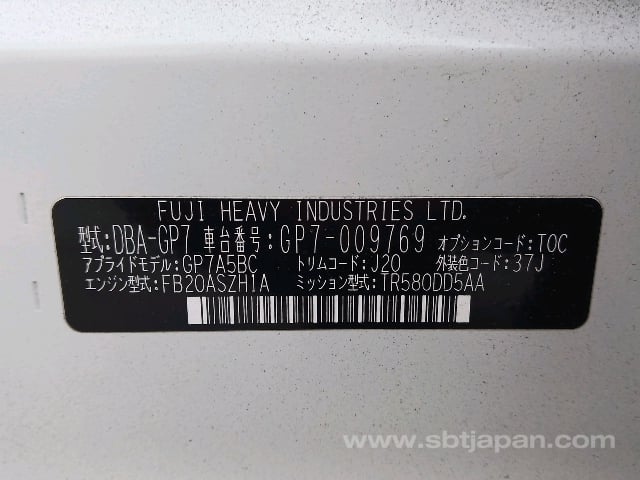 FUJI HEAVY INDUSTRIES LTD.
型式:DBA-GP7 車台番号:GP7-009769 オプションコード:TOC
アプライドモデル:GP7A5BC トリムコード:J20 外装色コード:37J
エンジン型式:FB20ASZH1A ミッション型式:TR580DD5AA
www.sbtjapan.com